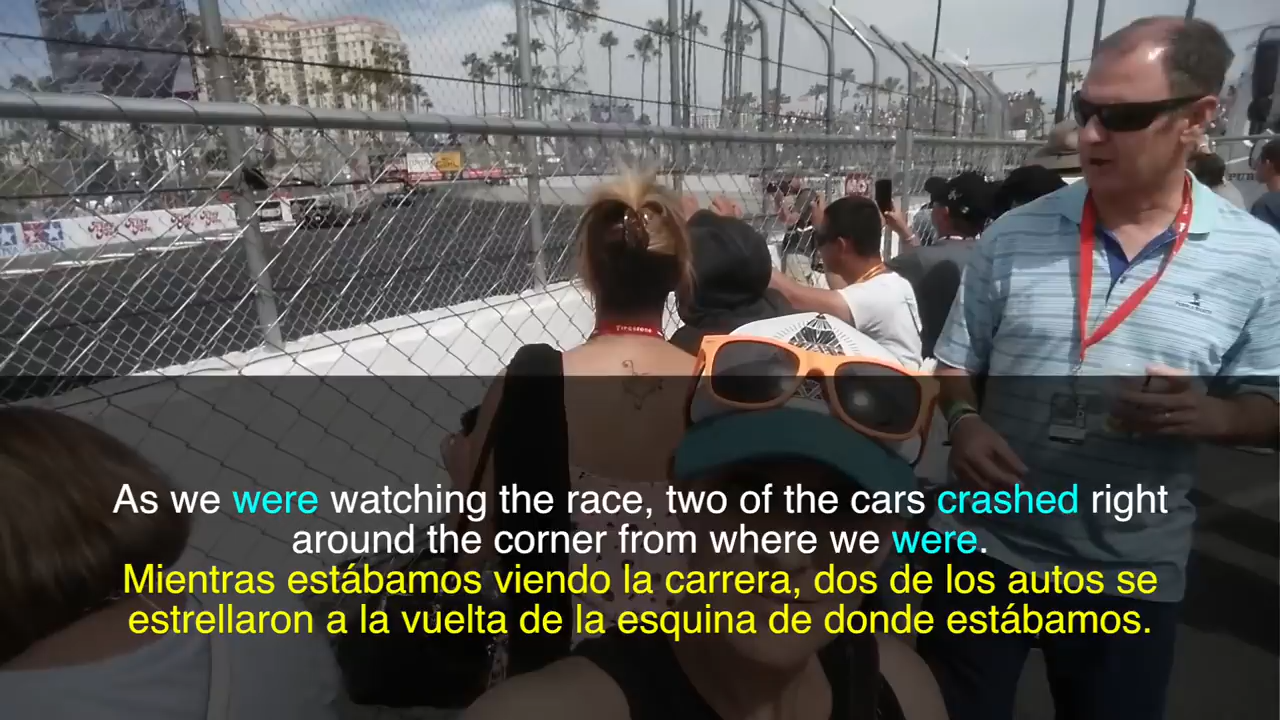 Firestone
As we were watching the race, two of the cars crashed right
around the corner from where we were.
Mientras estábamos viendo la carrera, dos de los autos se
estrellaron a la vuelta de la esquina de donde estábamos.